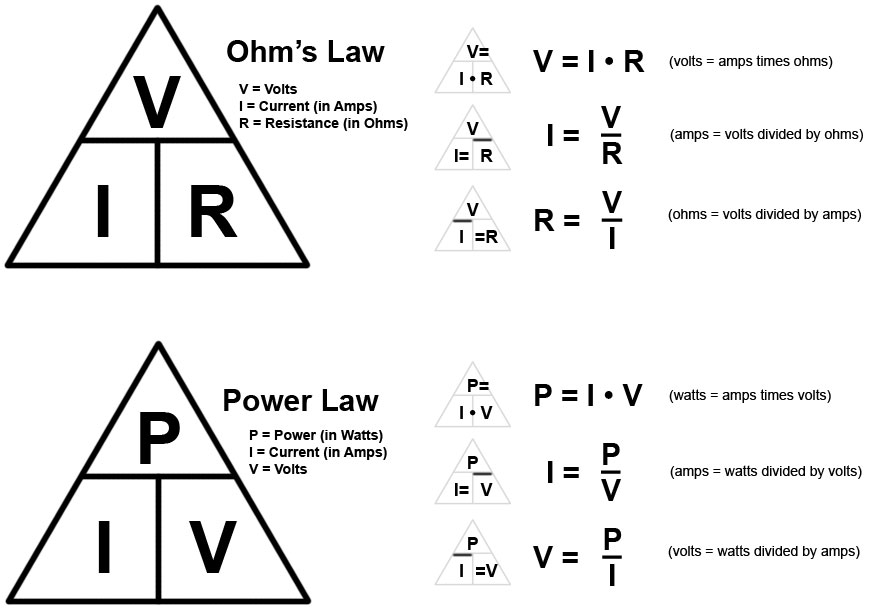 V
I R
Ohm's Law
V = Volts
I = Current (in Amps)
R = Resistance (in Ohms)
V=
I • R
V = I • R
(volts = amps times ohms)
V
I= R
I = V
R
(amps = volts divided by ohms)
V
I =R
R = V
I
(ohms = volts divided by amps)
P
I V
Power Law
P = Power (in Watts)
I = Current (in Amps)
V = Volts
P=
I • V
P = I • V
(watts = amps times volts)
P
I= V
I = P
V
(amps = watts divided by volts)
P
I =V
V = P
I
(volts = watts divided by amps)